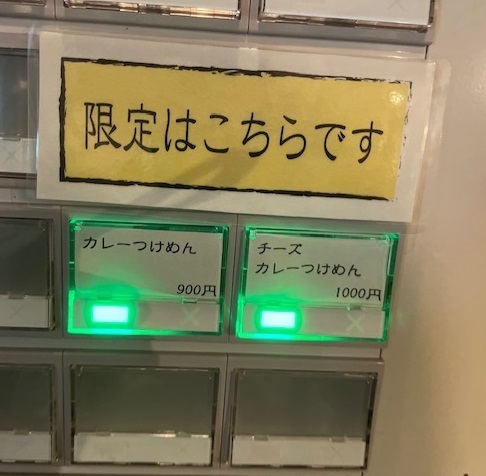 限定はこちらです
カレーつけめん
900円
チーズ
カレーつけめん
1000円